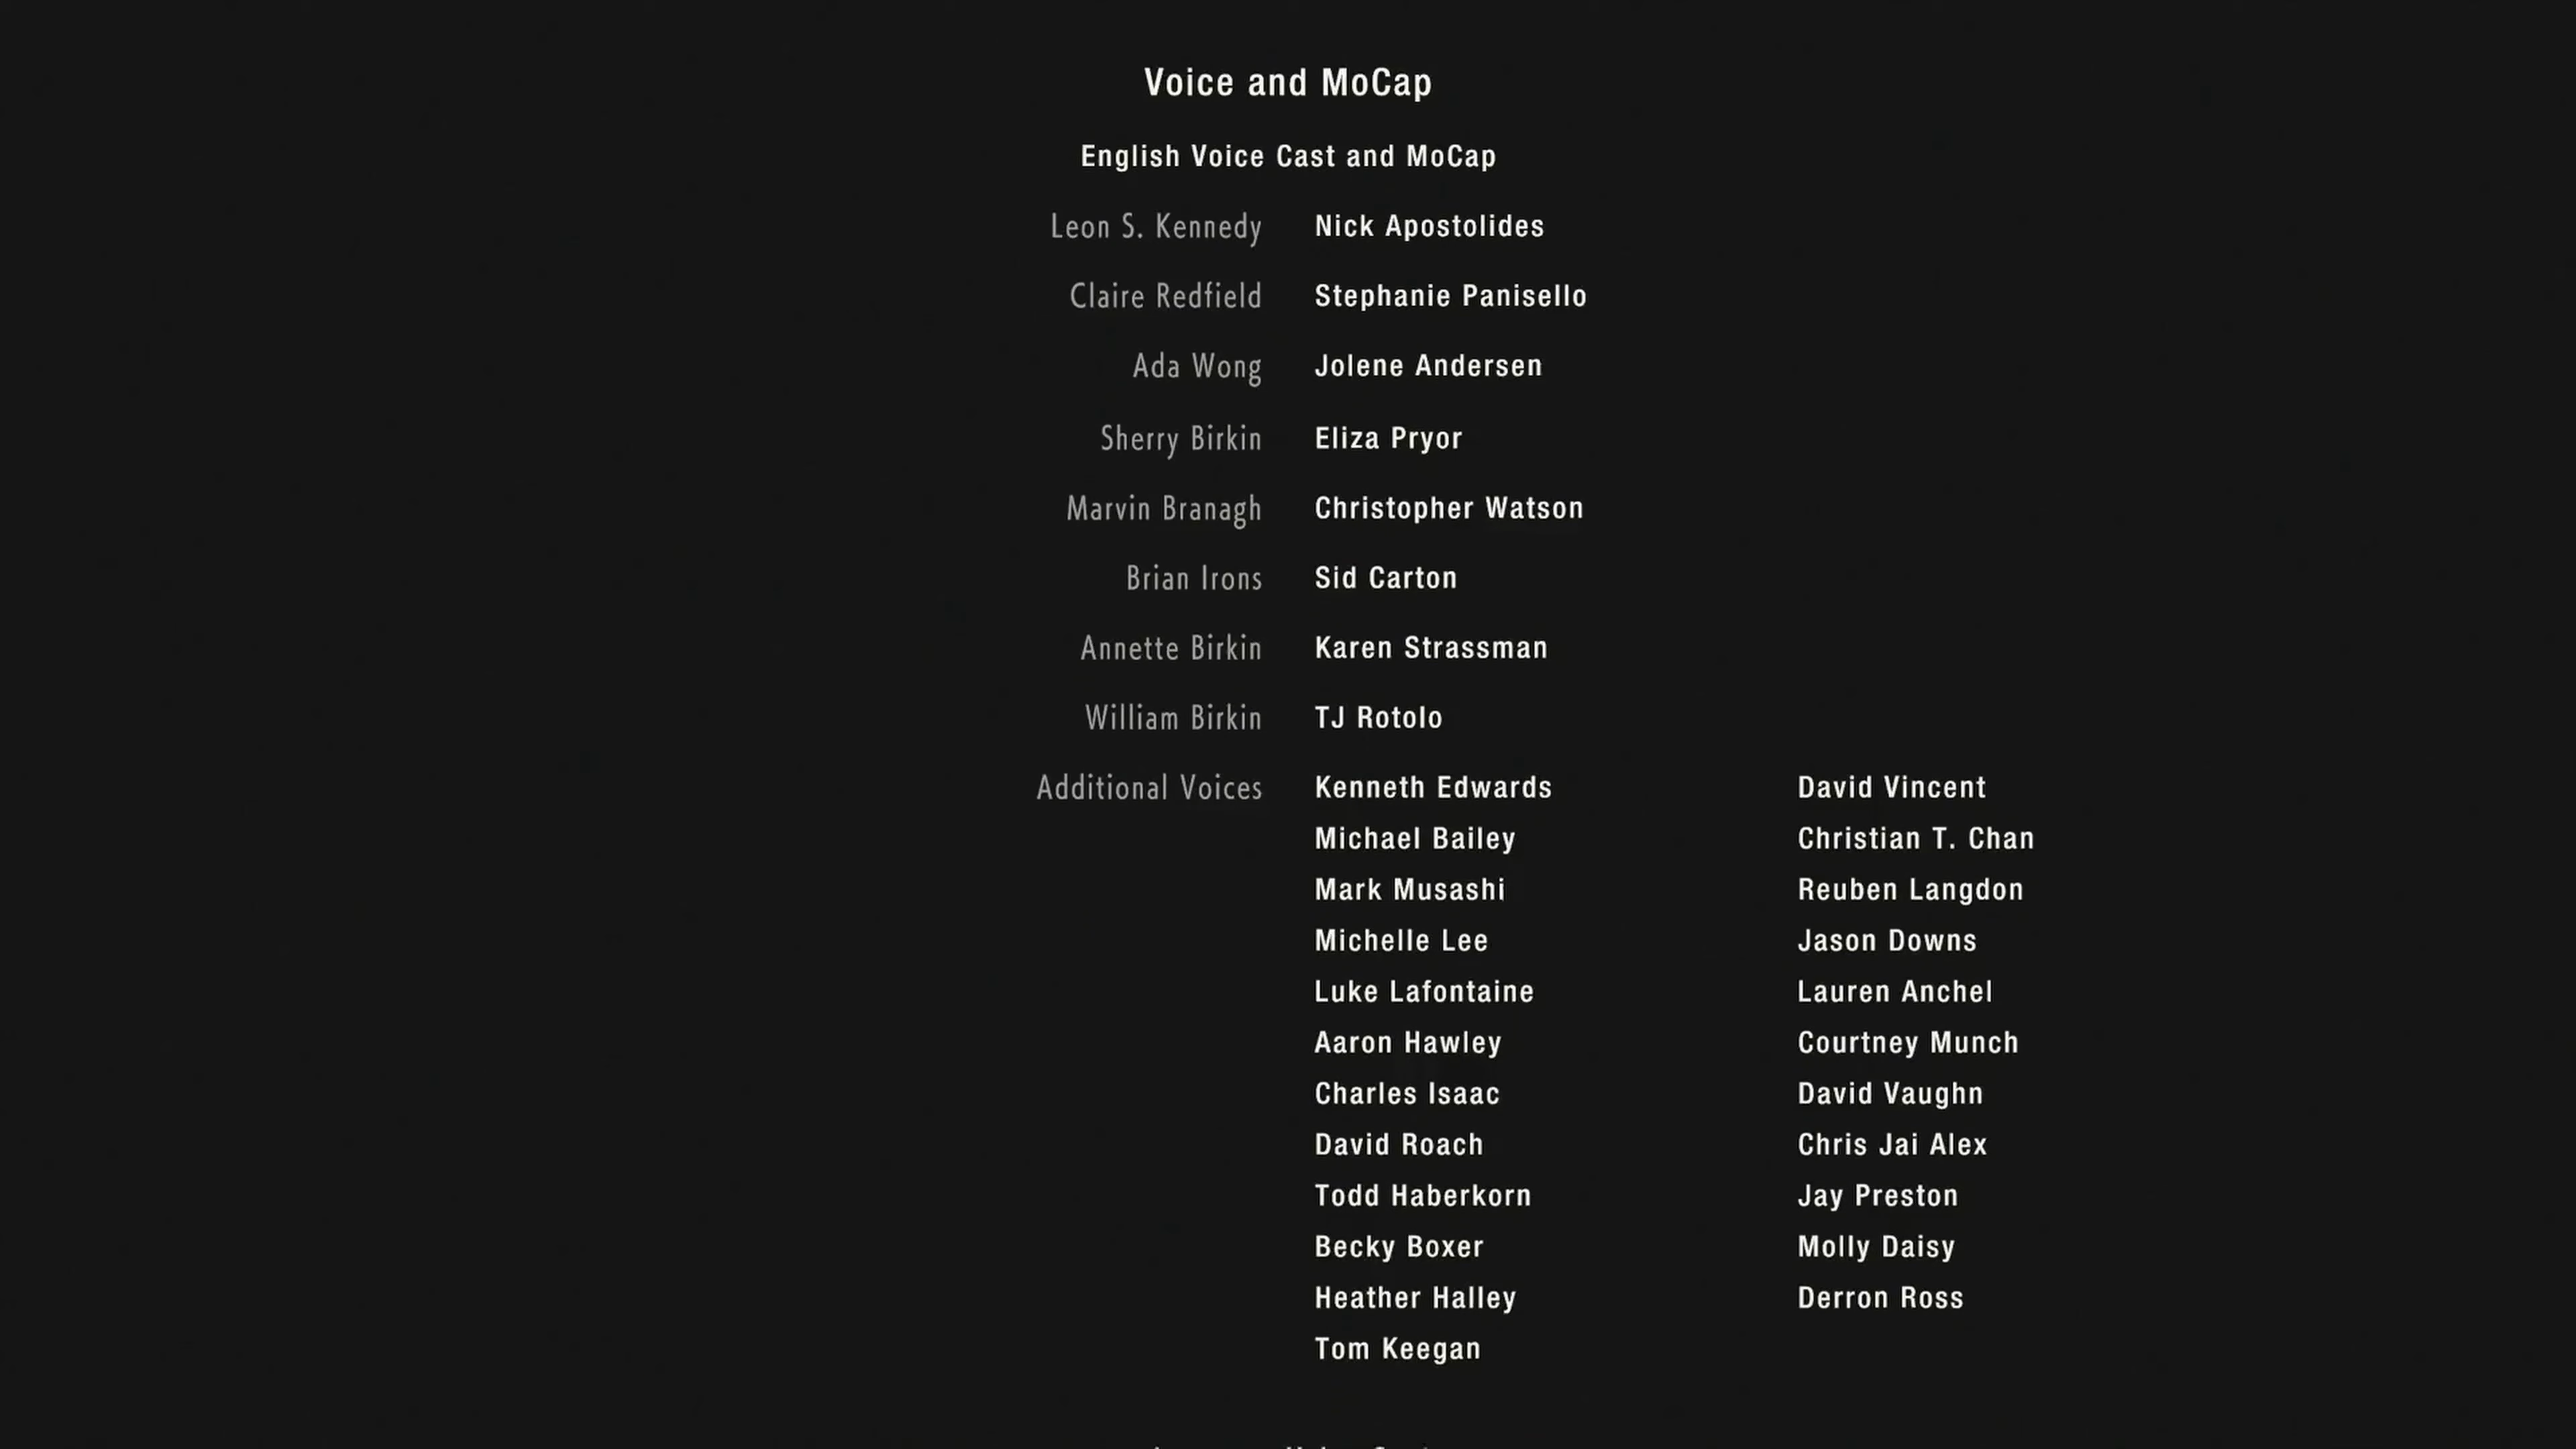 Voice and MoCap
English Voice Cast and MoCap
Leon S. Kennedy Nick Apostolides
Claire Redfield Stephanie Panisello
Ada Wong Jolene Andersen
Sherry Birkin Eliza Pryor
Marvin Branagh Christopher Watson
Brian Irons Sid Carton
Annette Birkin Karen Strassman
William Birkin TJ Rotolo
Additional Voices Kenneth Edwards David Vincent
Michael Bailey Christian T. Chan
Mark Musashi Reuben Langdon
Michelle Lee Jason Downs
Luke Lafontaine Lauren Anchel
Aaron Hawley Courtney Munch
Charles Isaac David Vaughn
David Roach Chris Jai Alex
Todd Haberkorn Jay Preston
Becky Boxer Molly Daisy
Heather Halley Derron Ross
Tom Keegan